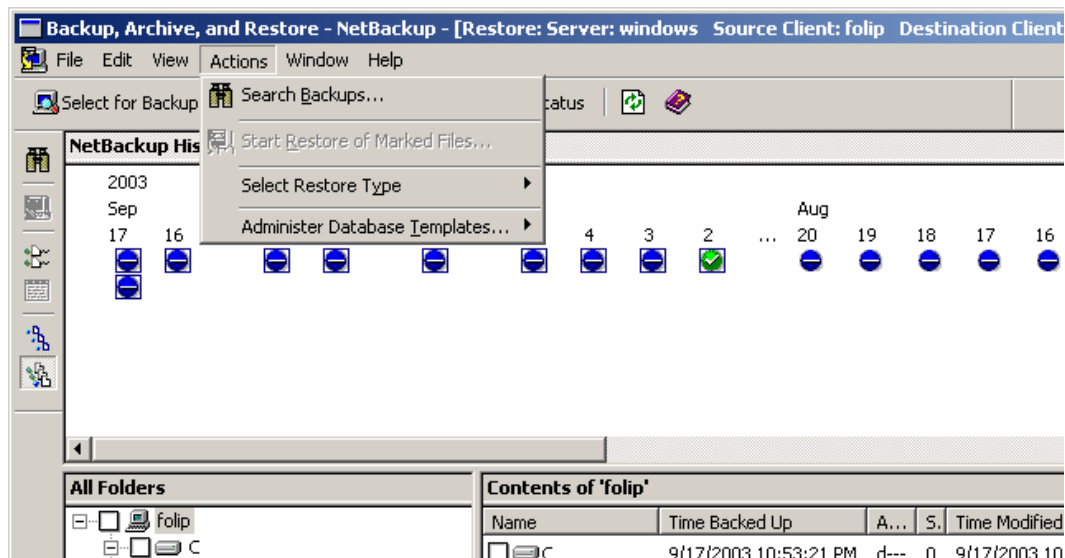 Backup, Archive, and Restore - NetBackup - [Restore: Server: windows Source Client: folip Destination Client
File Edit View Actions Window Help
Select for Backup
Search Backups...
Start Restore of Marked Files...
Select Restore Type
Administer Database Templates...
NetBackup His
2003
Sep Aug
17 16 4 3 2 ... 20 19 18 17 16
All Folders
folip
C
Contents of 'folip'
Name Time Backed Up A... S. Time Modified
C 9/17/2003 10:53:21 PM d--- 0 9/17/2003 10